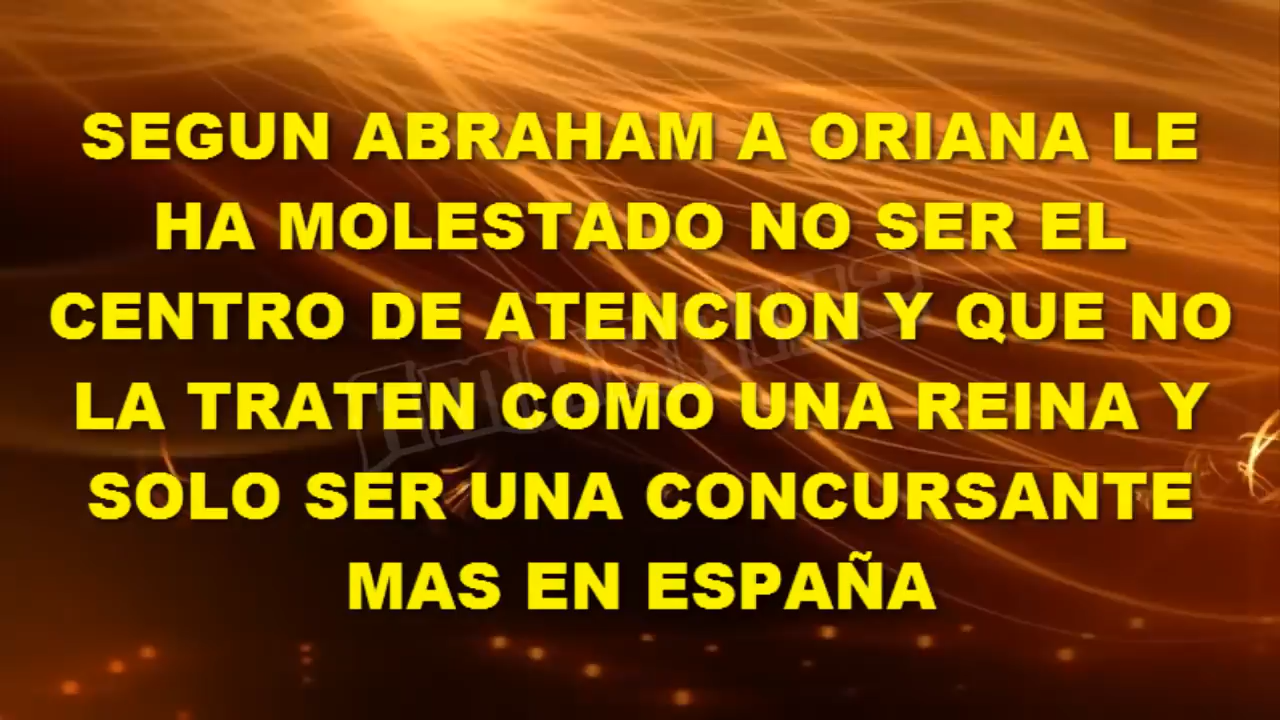 SEGUN ABRAHAM A ORIANA LE
HA MOLESTADO NO SER EL
CENTRO DE ATENCION Y QUE NO
LA TRATEN COMO UNA REINA Y
SOLO SER UNA CONCURSANTE
MAS EN ESPAÑA